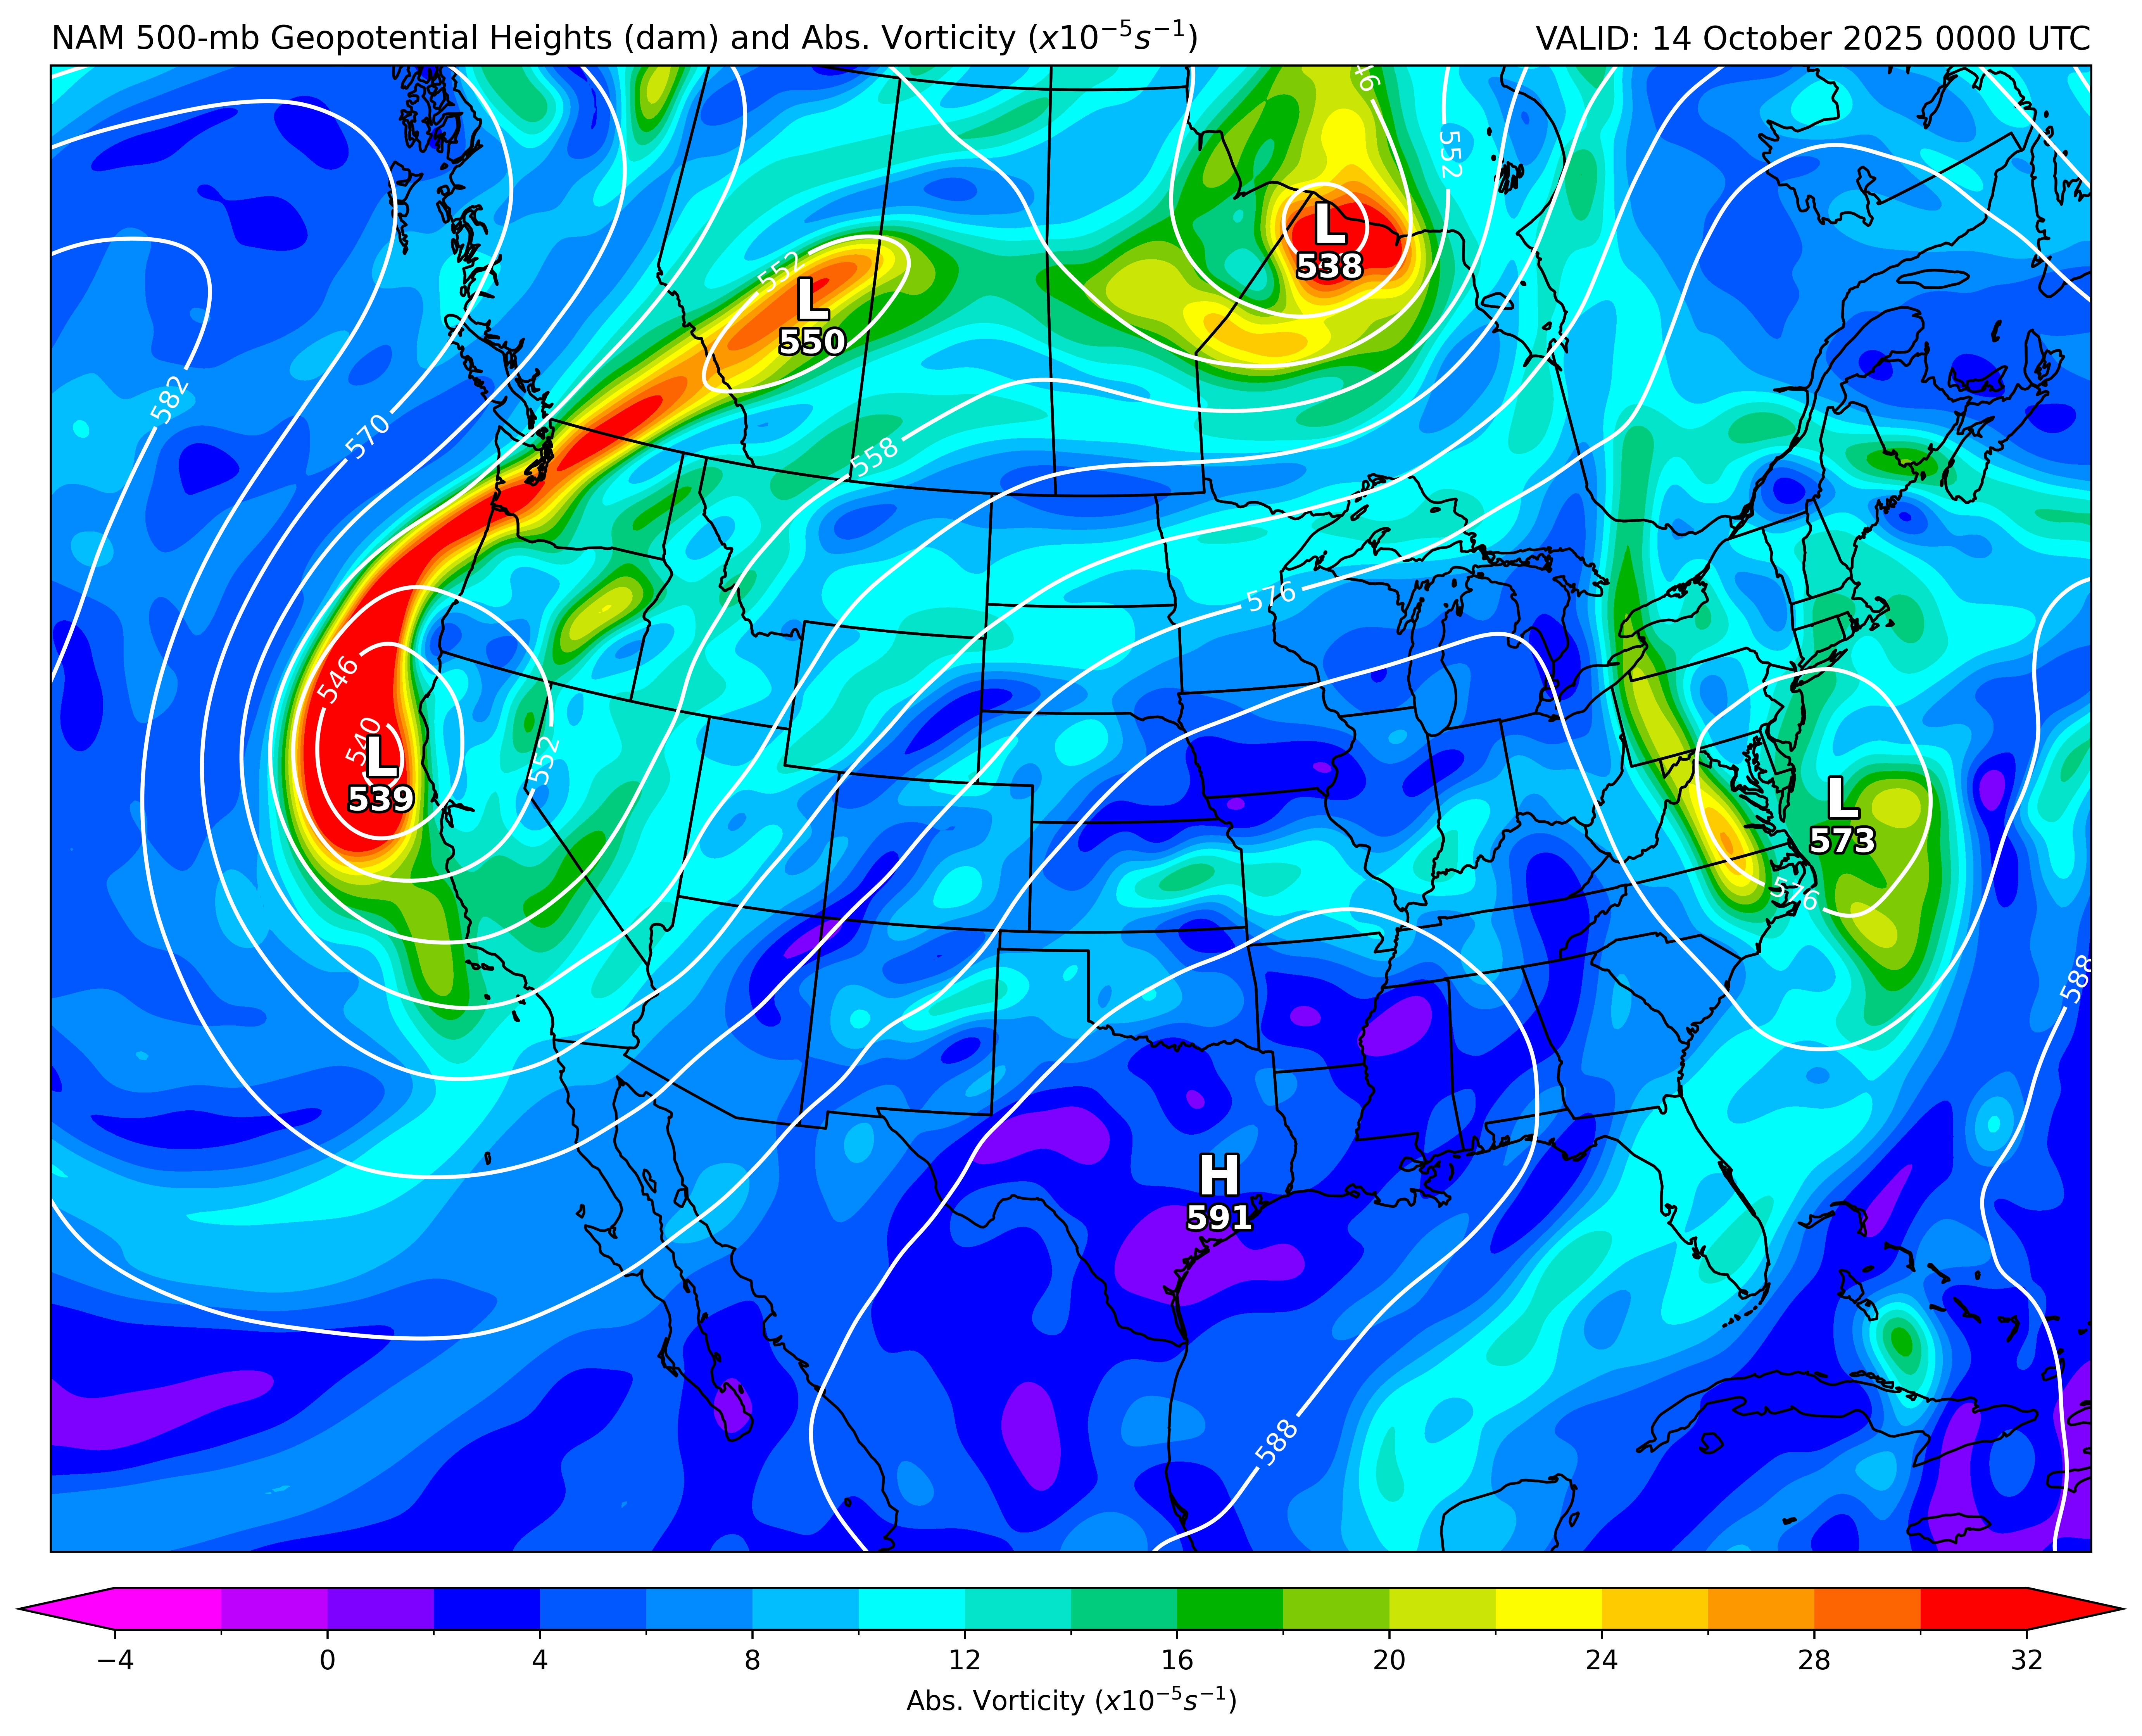 NAM 500-mb Geopotential Heights (dam) and Abs. Vorticity (x10⁻⁵s⁻¹)
VALID: 14 October 2025 0000 UTC
546
552
L
538
552
L
550
582
570
558
576
546
540
L
539
552
L
573
576
588
H
591
588
−4 0 4 8 12 16 20 24 28 32
Abs. Vorticity (x10⁻⁵s⁻¹)